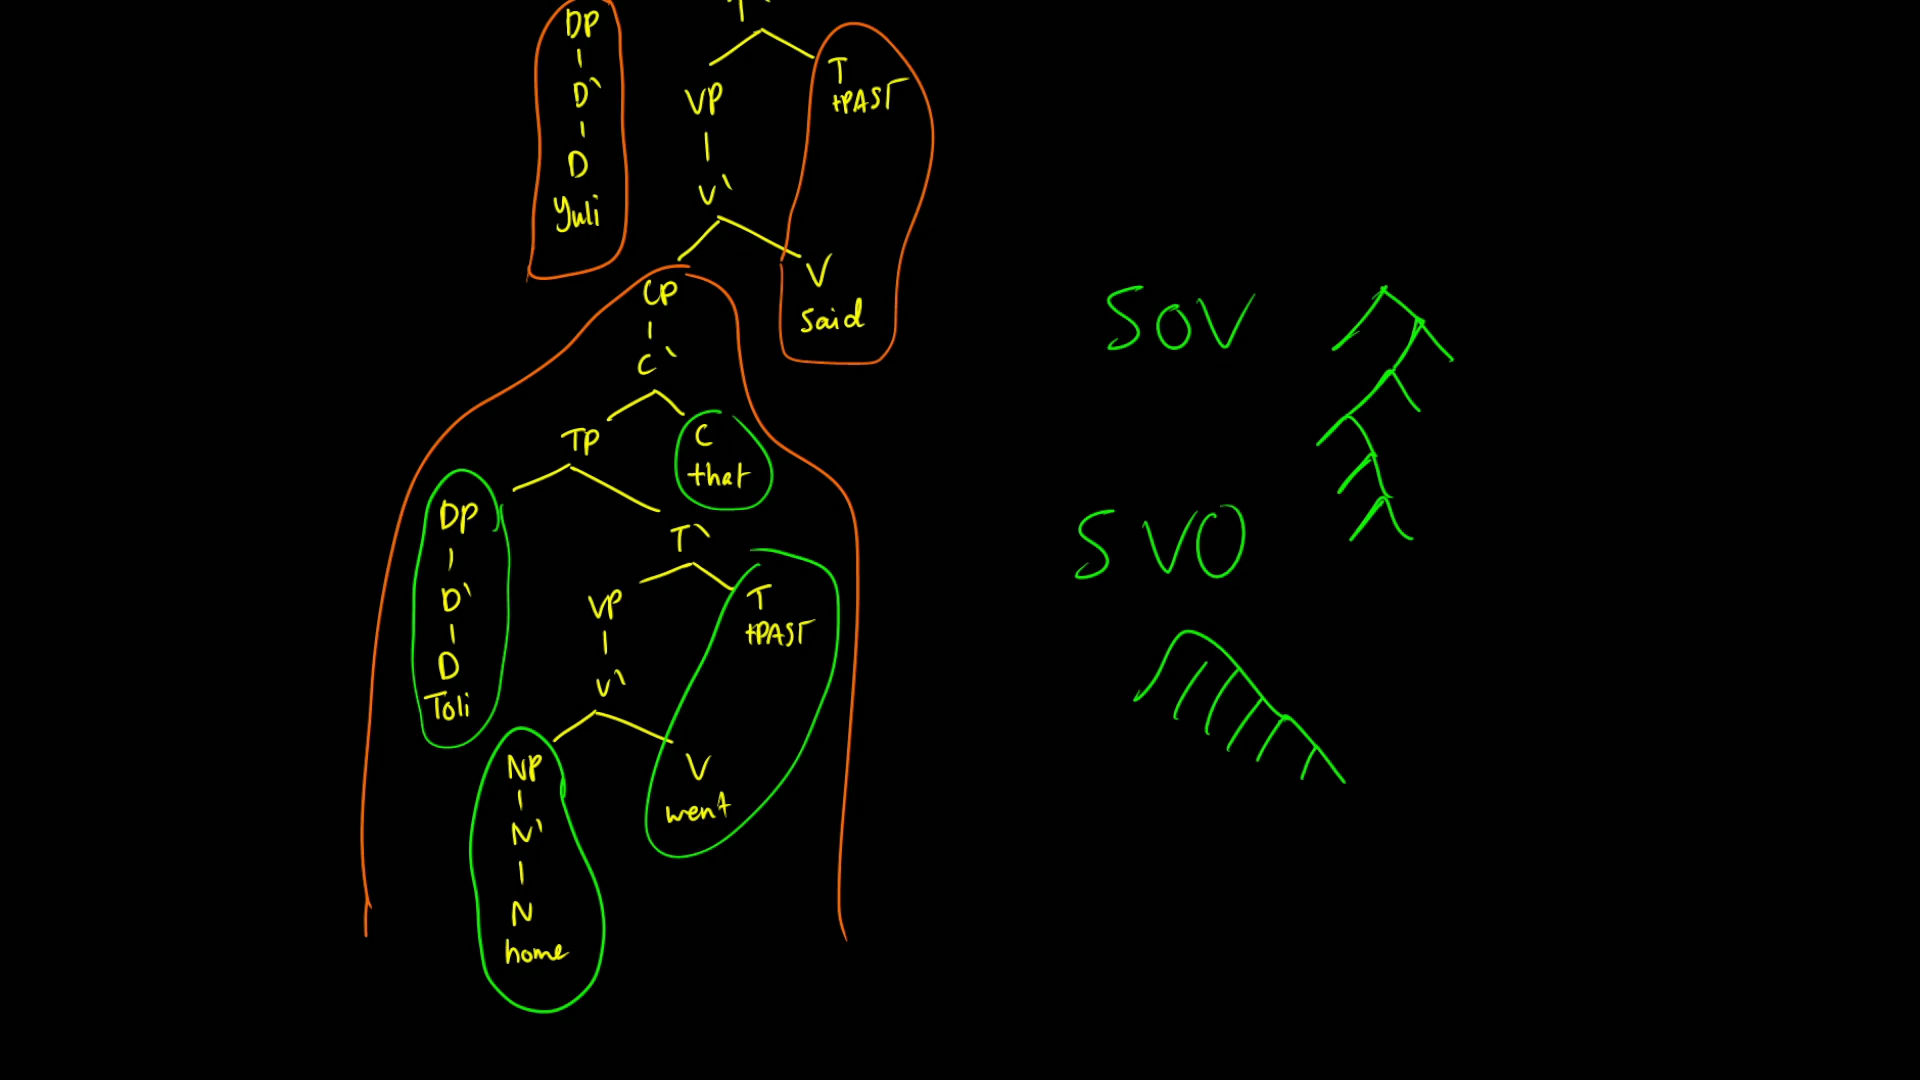 DP
T
D`
VP
T
+PAST
D
Yuli
V`
CP
V
said
C`
TP
C
that
DP
T`
D'
VP
T
+PAST
D
Toli
V`
NP
V
went
N'
N
home
SOV
SVO